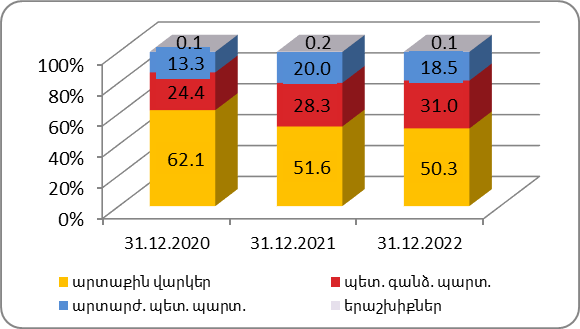 0.1 0.2 0.1
100% 13.3 20.0 18.5
80% 24.4 28.3 31.0
60%
40% 62.1 51.6 50.3
20%
0%
31.12.2020 31.12.2021 31.12.2022
արտաքին վարկեր պետ. գանձ. պարտ.
արտարժ. պետ. պարտ. երաշխիքներ